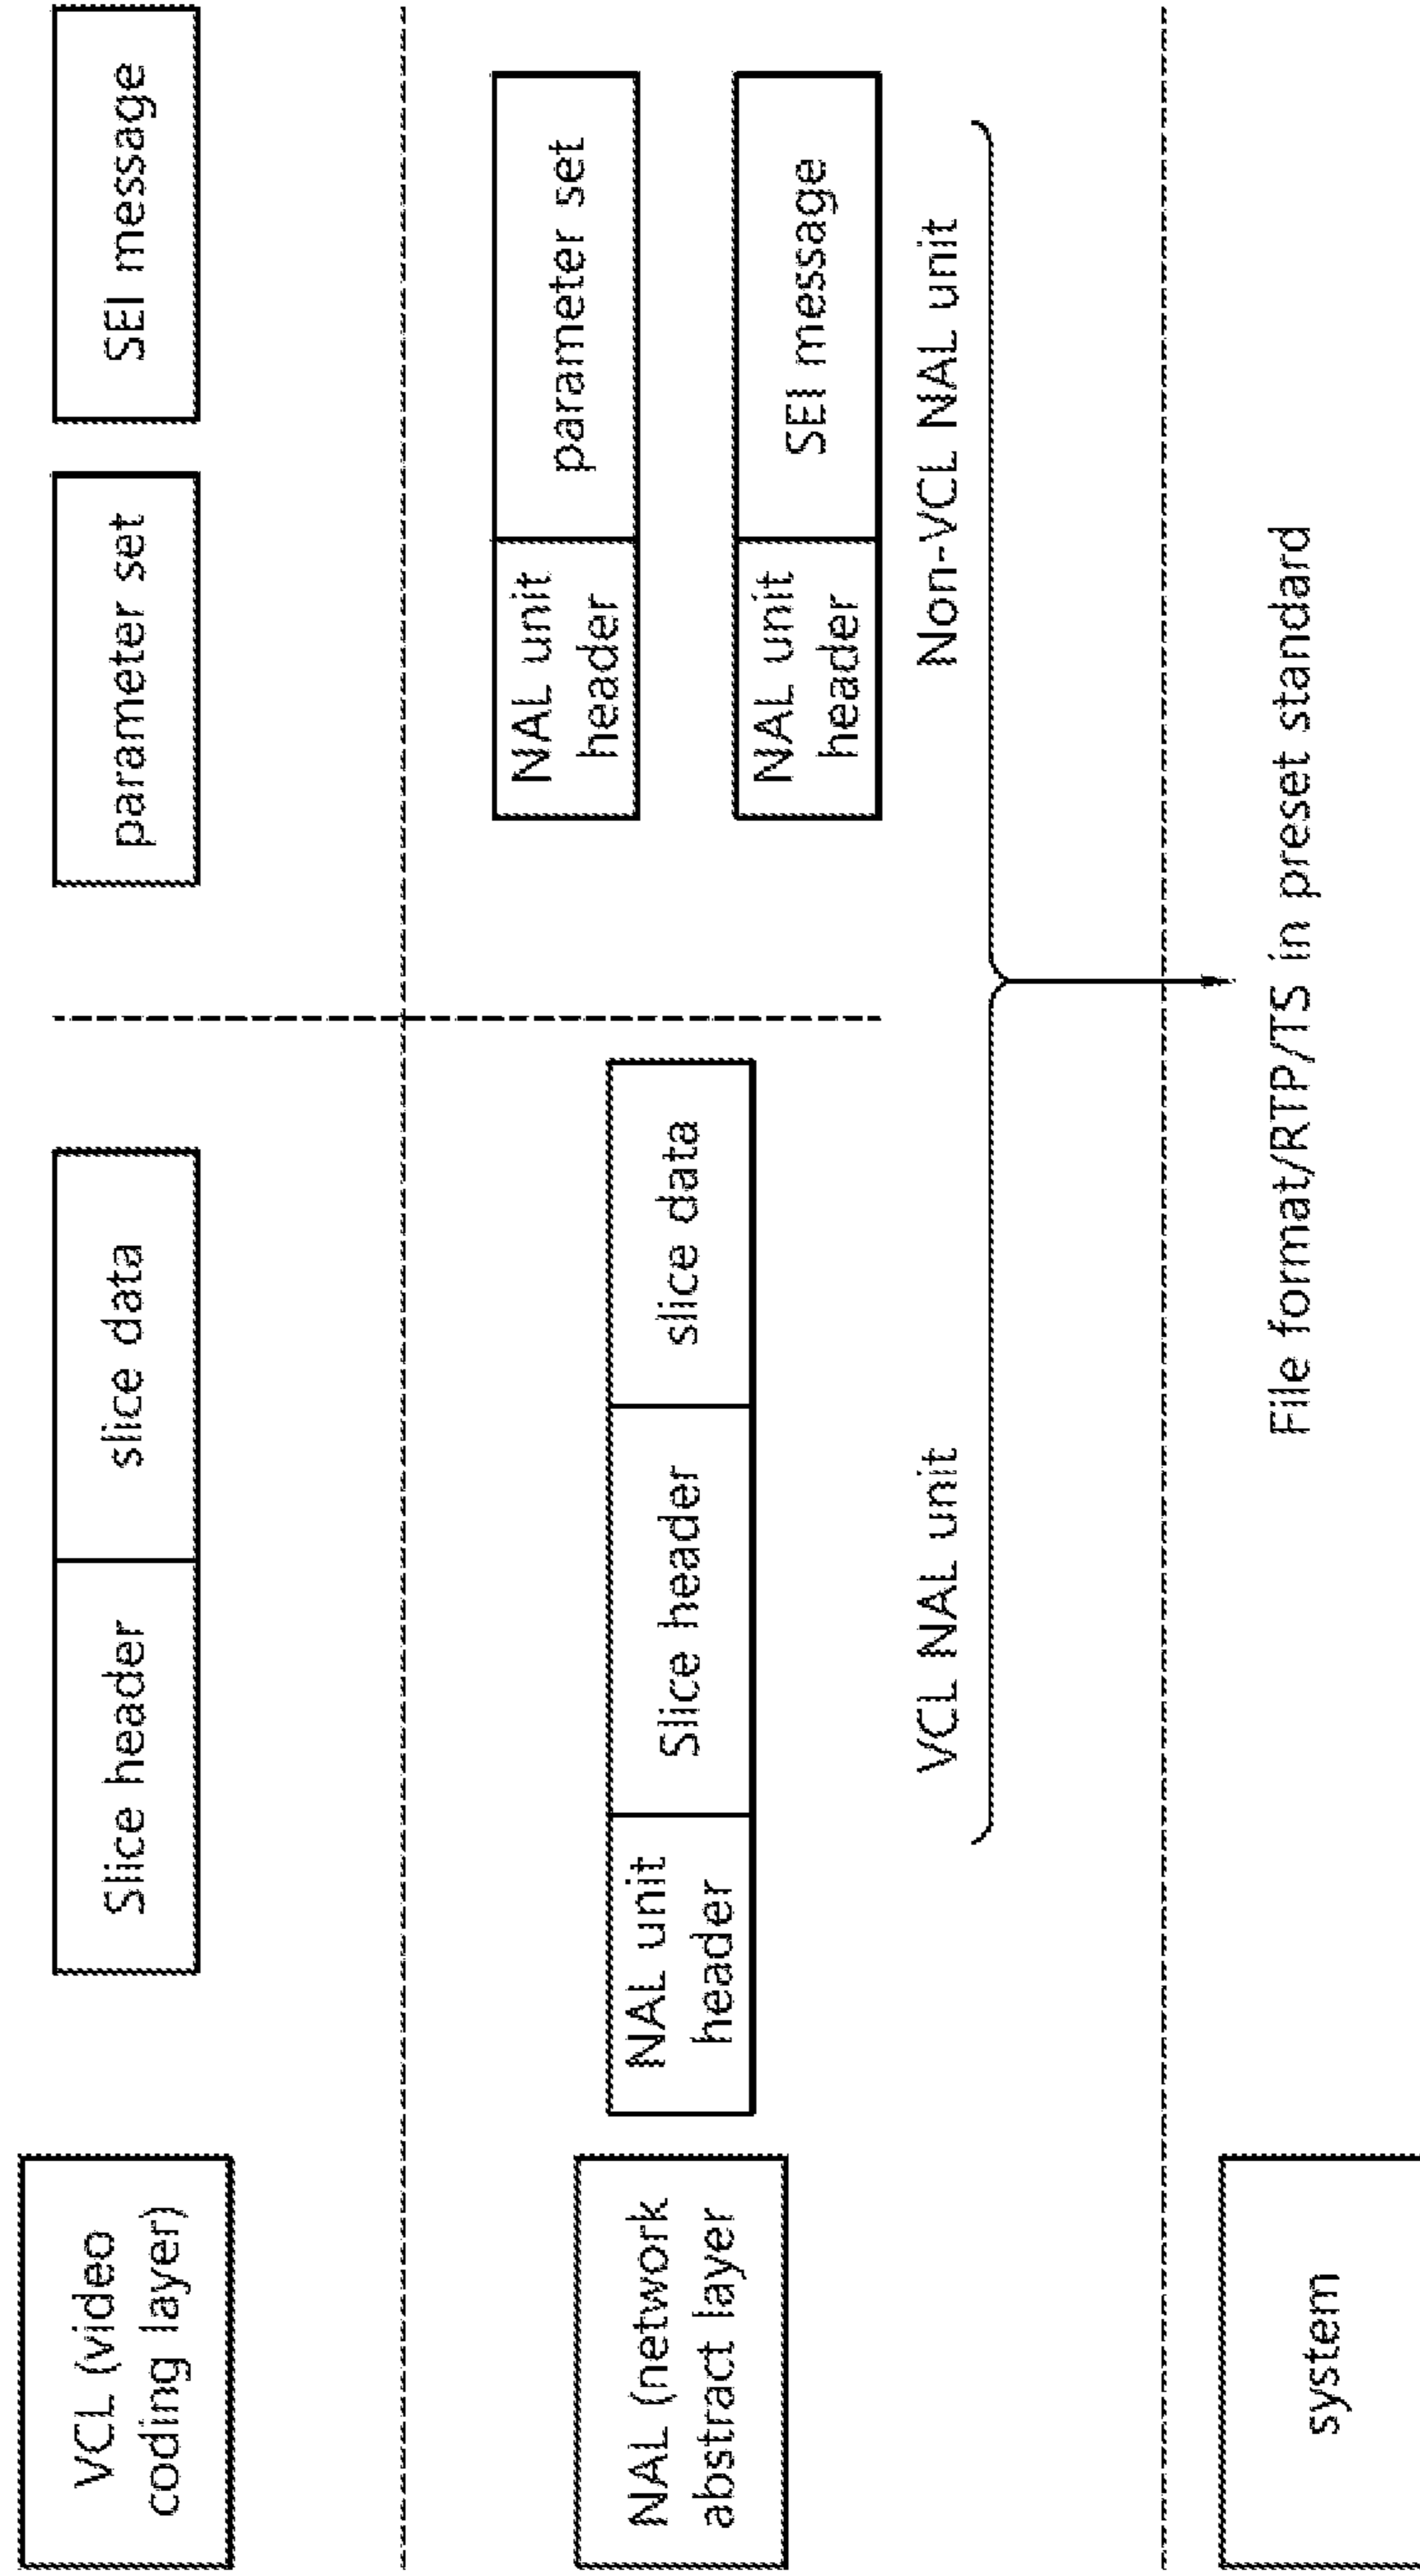 VCL (video
coding layer)
Slice header
slice data
parameter set
SEI message
NAL (network
abstract layer
NAL unit
header
Slice header
slice data
NAL unit
header
parameter set
NAL unit
header
SEI message
VCL NAL unit
Non-VCL NAL unit
system
File format/RTP/TS in preset standard